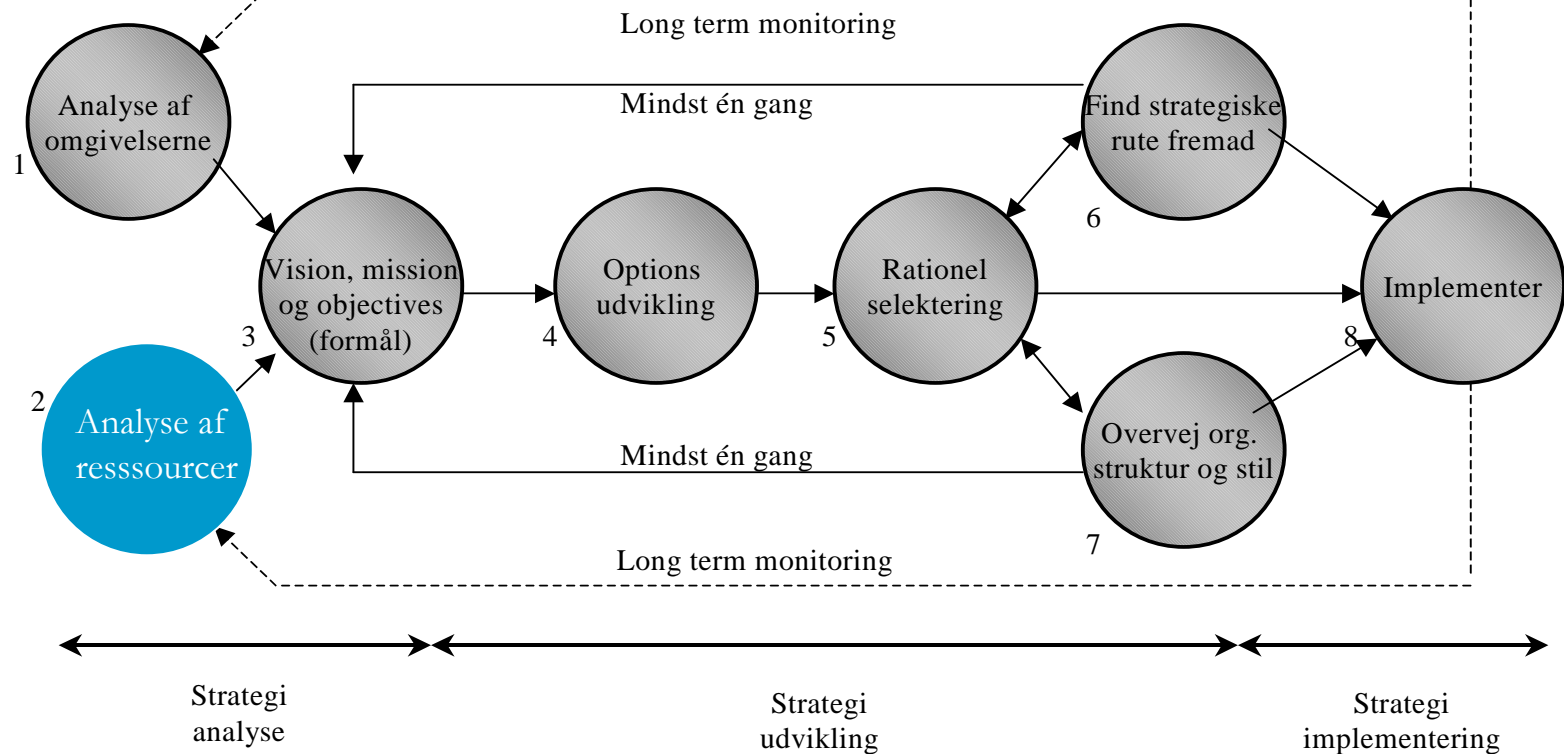 Long term monitoring
Mindst én gang
1
Analyse af
omgivelserne
Find strategiske
rute fremad
6
Vision, mission
og objectives
(formål)
3
Options
udvikling
4
Rationel
selektering
5
Implementer
8
2
Analyse af
resssourcer
Mindst én gang
Overvej org.
struktur og stil
7
Long term monitoring
Strategi
analyse
Strategi
udvikling
Strategi
implementering